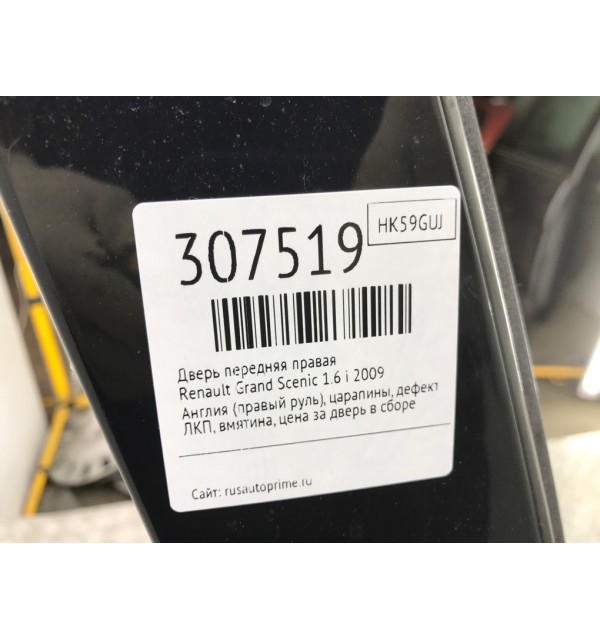 307519
HK59GUJ
Дверь передняя правая
Renault Grand Scenic 1.6 i 2009
Англия (правый руль), царапины, дефект
ЛКП, вмятина, цена за дверь в сборе
Сайт: rusautoprime.ru